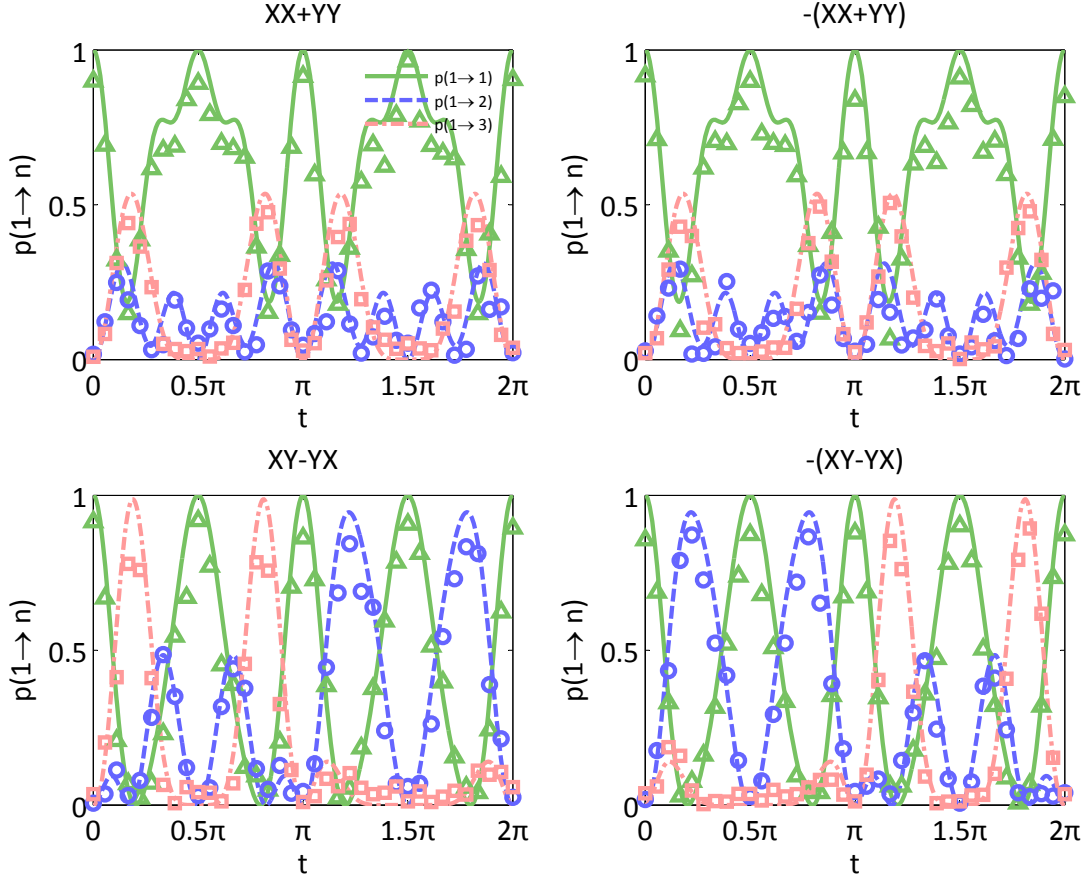 XX+YY
p(1→ n)
1
0.5
0
p(1→ 1)
p(1→ 2)
p(1→ 3)
0 0.5π π 1.5π 2π
t
-(XX+YY)
p(1→ n)
1
0.5
0
0 0.5π π 1.5π 2π
t
XY-YX
p(1→ n)
1
0.5
0
0 0.5π π 1.5π 2π
t
-(XY-YX)
p(1→ n)
1
0.5
0
0 0.5π π 1.5π 2π
t